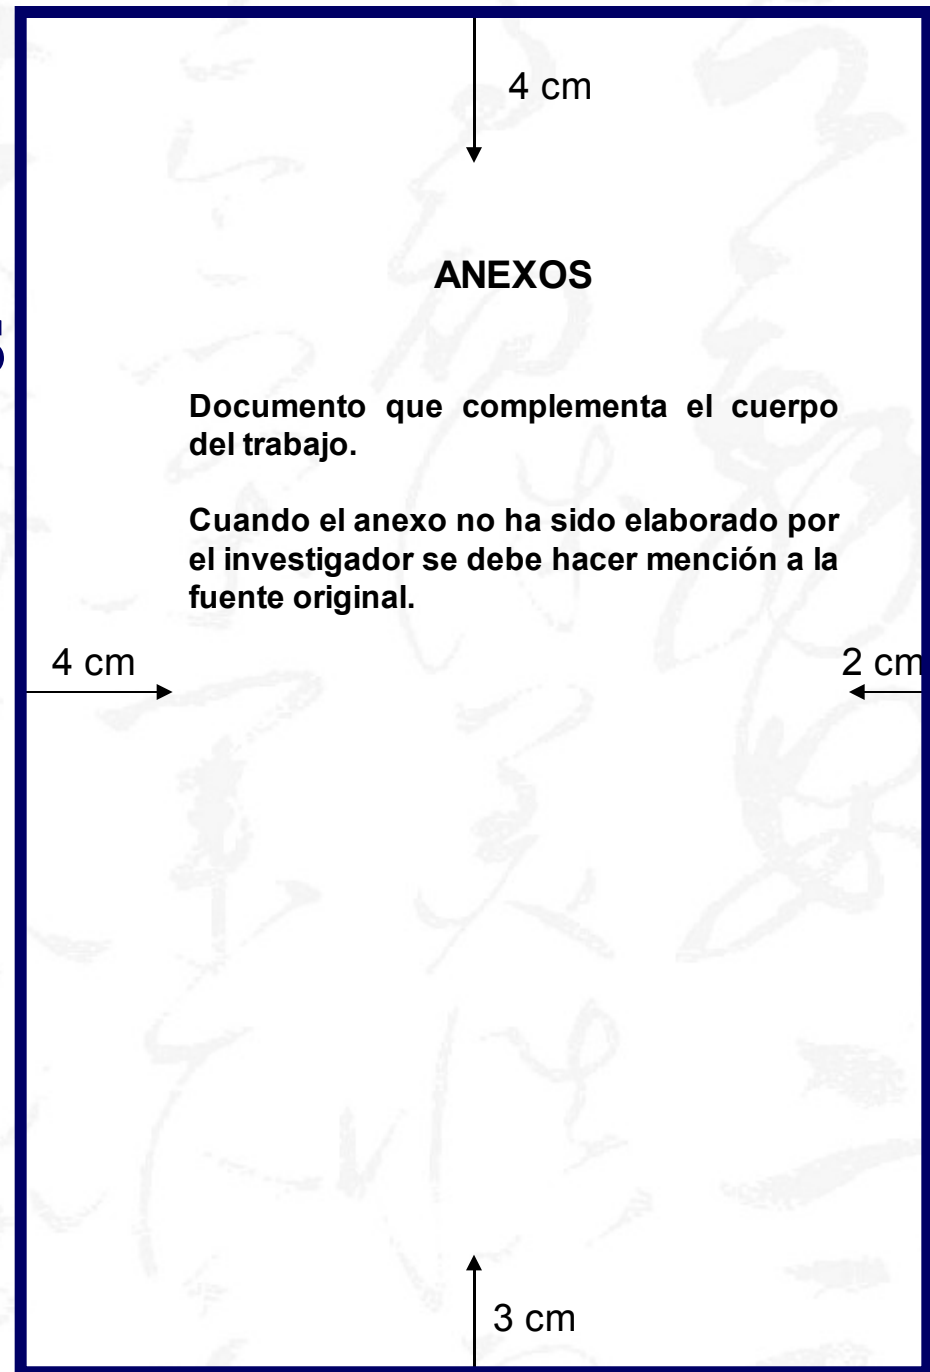 4 cm
ANEXOS
Documento que complementa el cuerpo
del trabajo.
Cuando el anexo no ha sido elaborado por
el investigador se debe hacer mención a la
fuente original.
4 cm
2 cm
3 cm